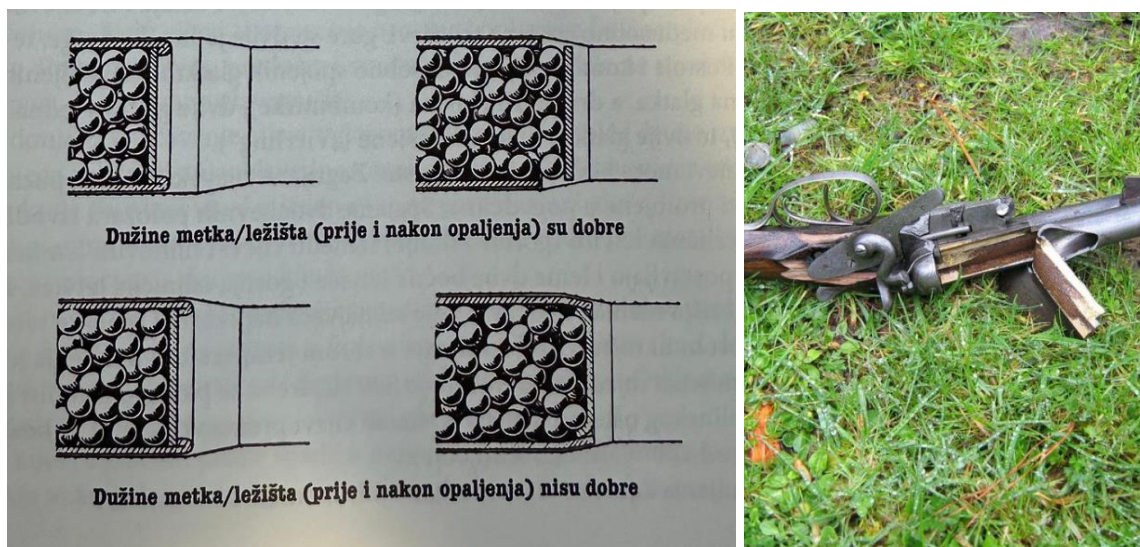 Dužine metka/ležišta (prije i nakon opaljenja) su dobre
Dužine metka/ležišta (prije i nakon opaljenja) nisu dobre